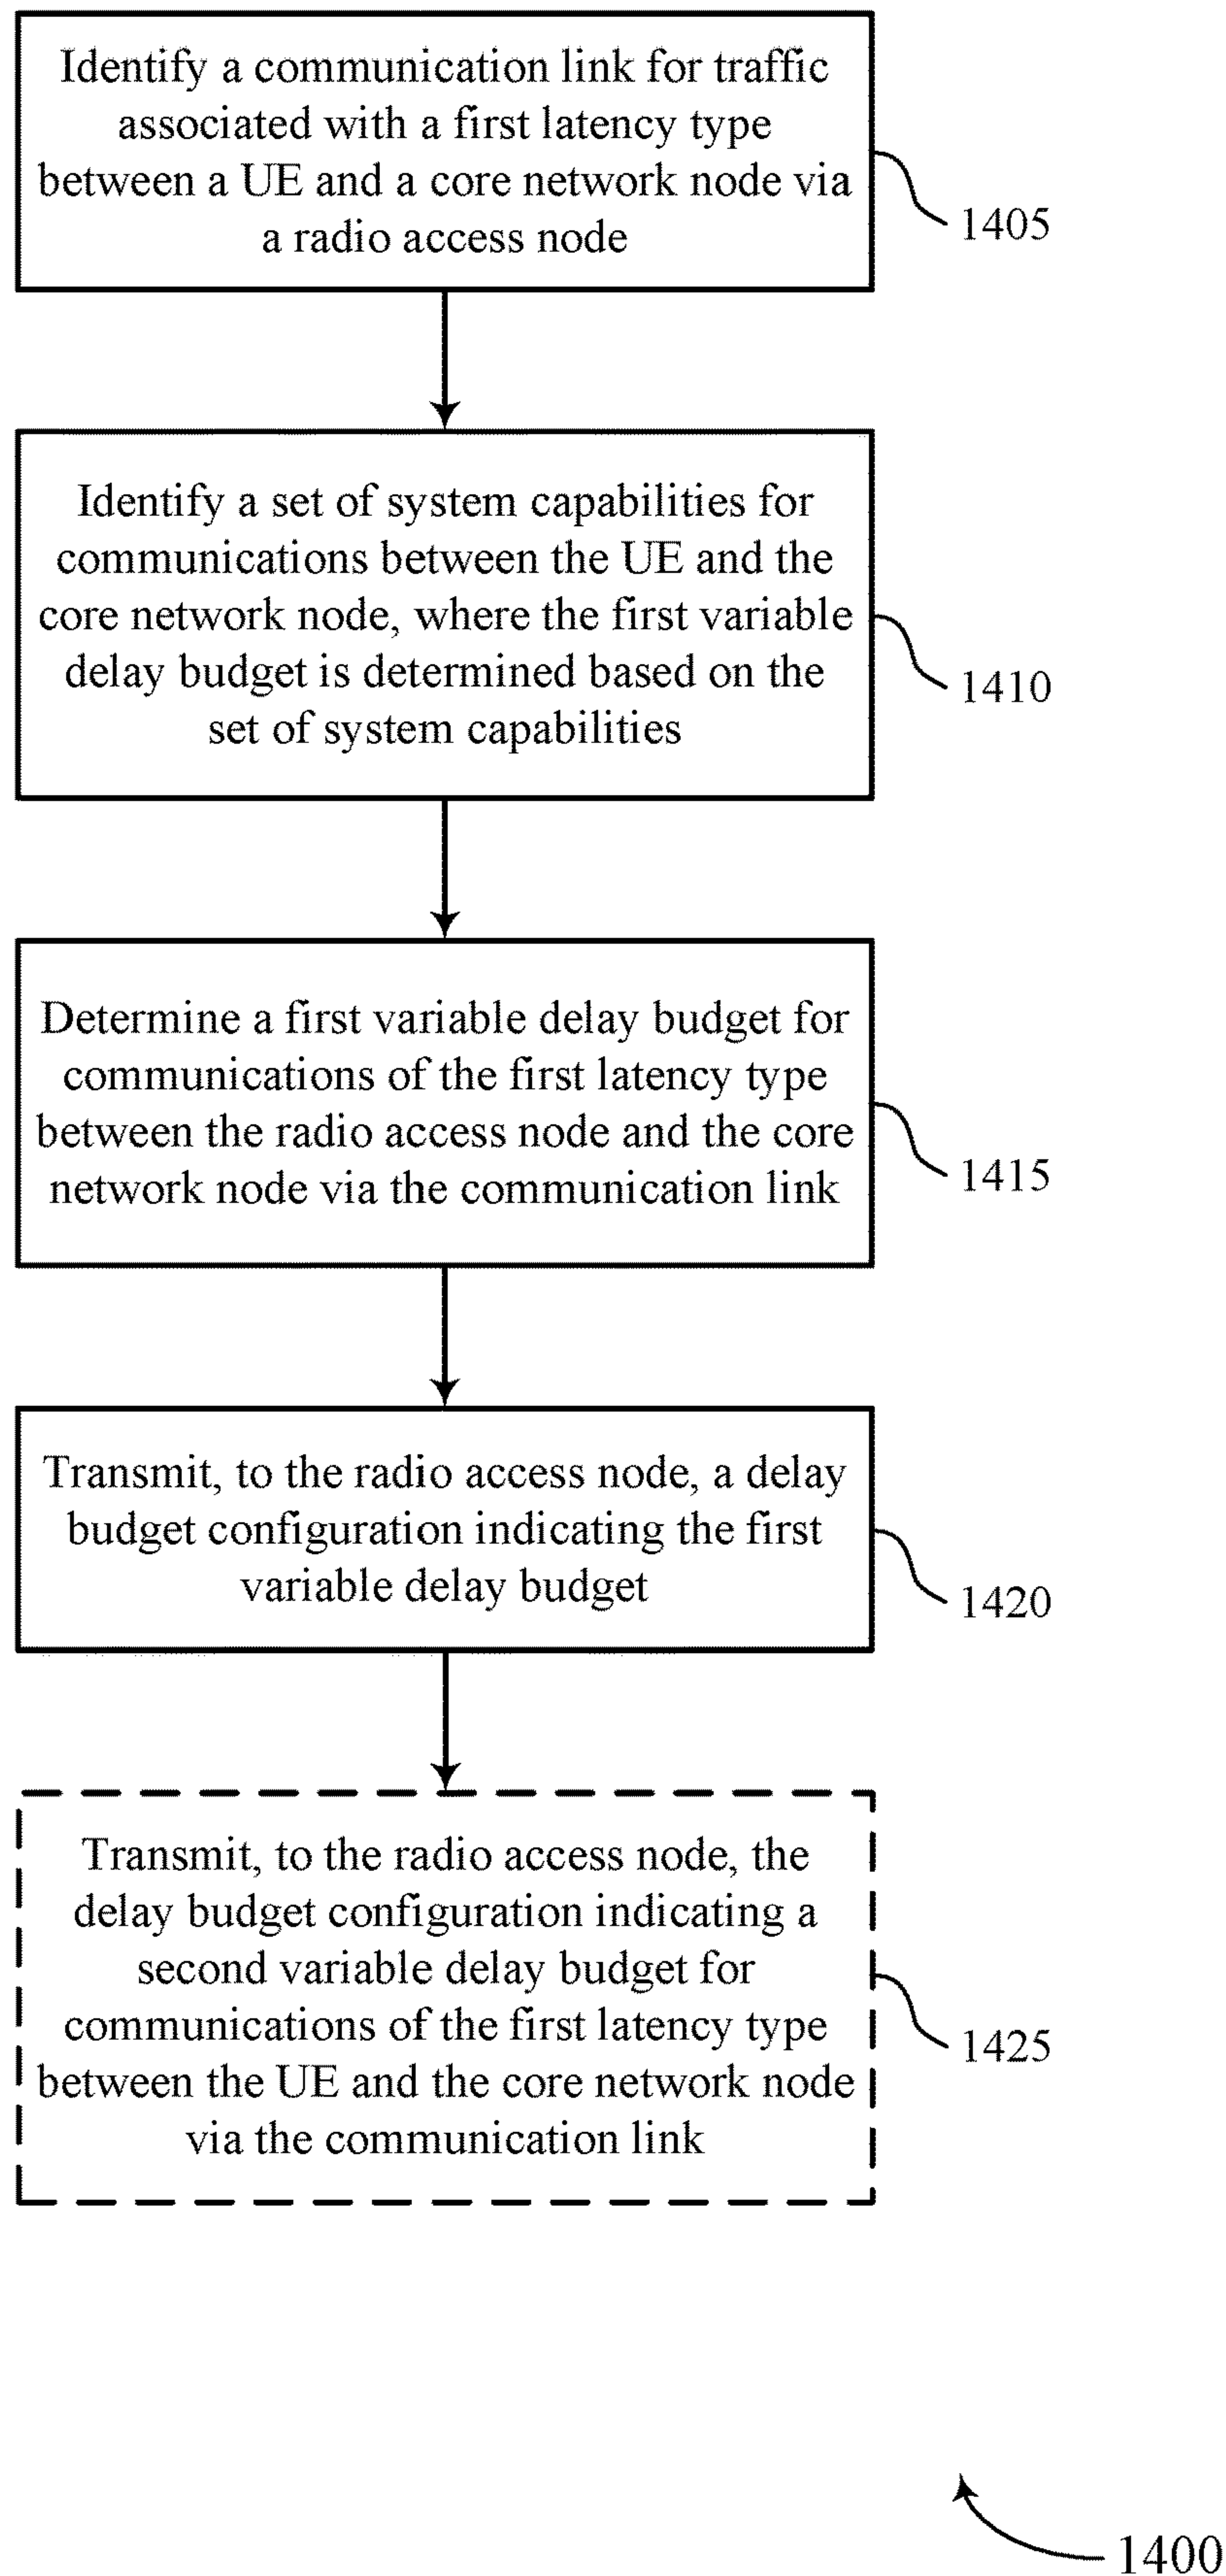 Identify a communication link for traffic
associated with a first latency type
between a UE and a core network node via
a radio access node
1405
Identify a set of system capabilities for
communications between the UE and the
core network node, where the first variable
delay budget is determined based on the
set of system capabilities
1410
Determine a first variable delay budget for
communications of the first latency type
between the radio access node and the core
network node via the communication link
1415
Transmit, to the radio access node, a delay
budget configuration indicating the first
variable delay budget
1420
Transmit, to the radio access node, the
delay budget configuration indicating a
second variable delay budget for
communications of the first latency type
between the UE and the core network node
via the communication link
1425
1400